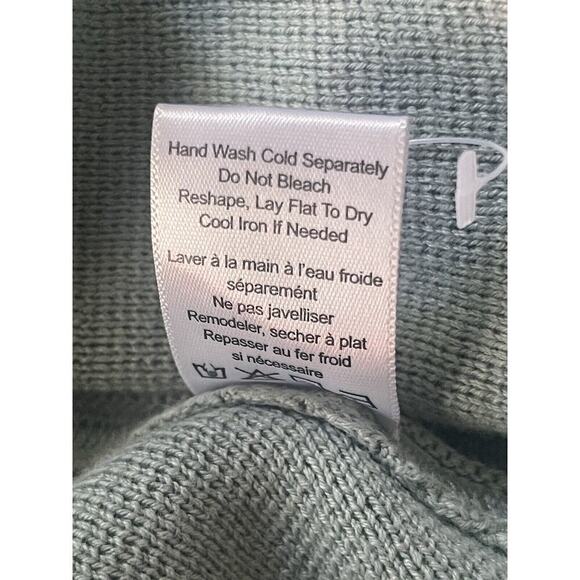 Hand Wash Cold Separately
Do Not Bleach
Reshape, Lay Flat To Dry
Cool Iron If Needed
Laver à la main à l'eau froide
séparemént
Ne pas javelliser
Remodeler, secher à plat
Repasser au fer froid
si nécessaire